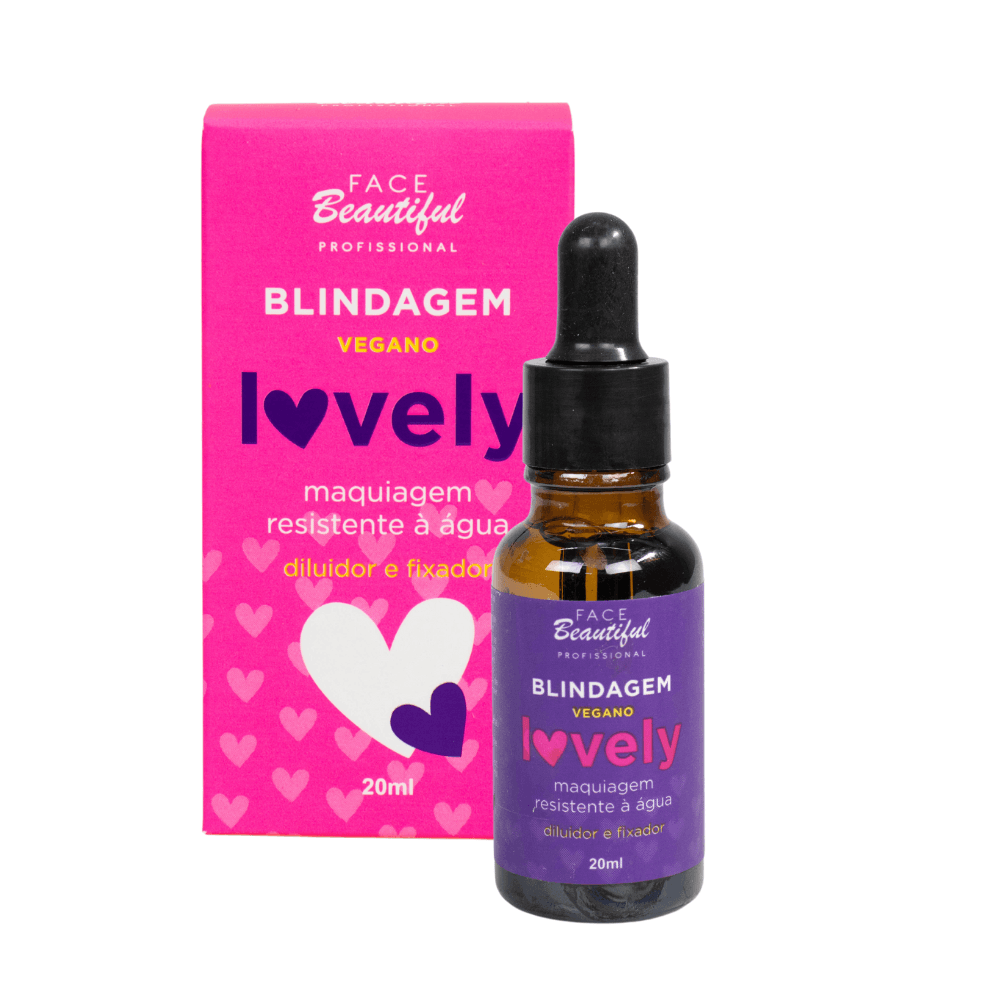 FACE
Beautiful
PROFISSIONAL
BLINDAGEM
VEGANO
lovely
maquiagem
resistente à água
diluidor e fixador
20ml
FACE
Beautiful
PROFISSIONAL
BLINDAGEM
VEGANO
lovely
maquiagem
resistente à água
diluidor e fixador
20ml